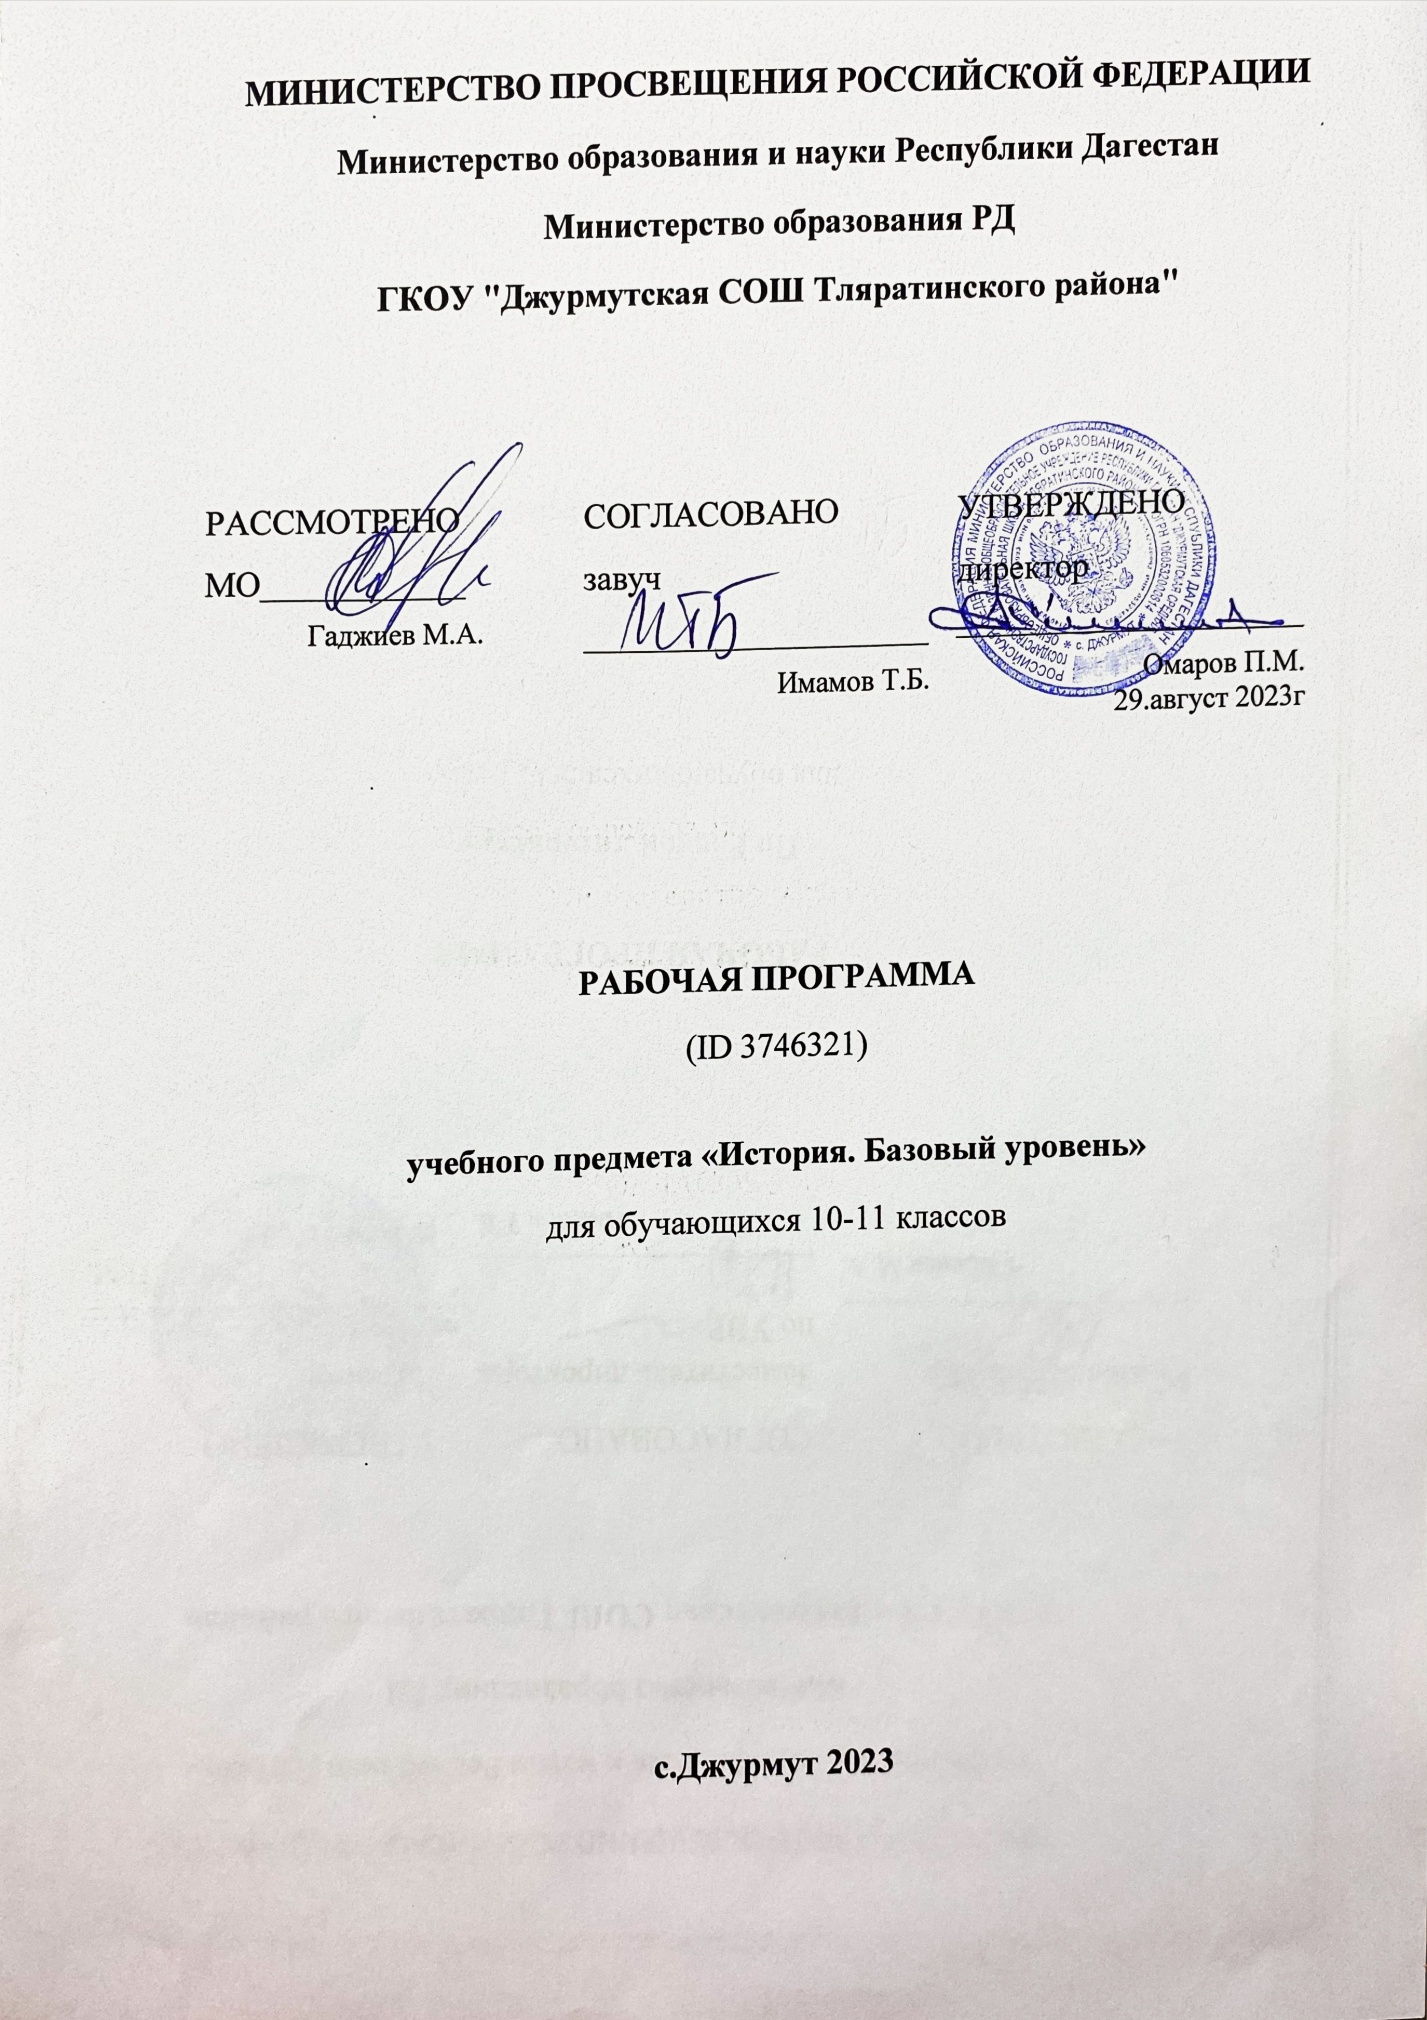 МИНИСТЕРСТВО ПРОСВЕЩЕНИЯ РОССИЙСКОЙ ФЕДЕРАЦИИ
Министерство образования и науки Республики Дагестан
Министерство образования РД
ГКОУ "Джурмутская СОШ Тляратинского района"
РАССМОТРЕНО
МО
Гаджиев М.А.
СОГЛАСОВАНО
завуч
Имамов Т.Б.
УТВЕРЖДЕНО
директор
Омаров П.М.
29.август 2023г
РАБОЧАЯ ПРОГРАММА
(ID 3746321)
учебного предмета «История. Базовый уровень»
для обучающихся 10-11 классов
с.Джурмут 2023